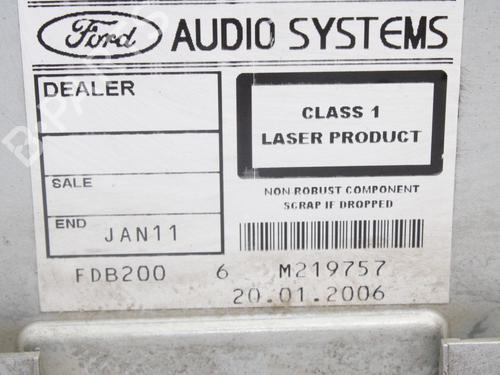 Ford AUDIO SYSTEMS
DEALER
CLASS 1
LASER PRODUCT
SALE
NON-ROBUST COMPONENT
SCRAP IF DROPPED
END JAN11
FDB200 6 M219757
20.01.2006